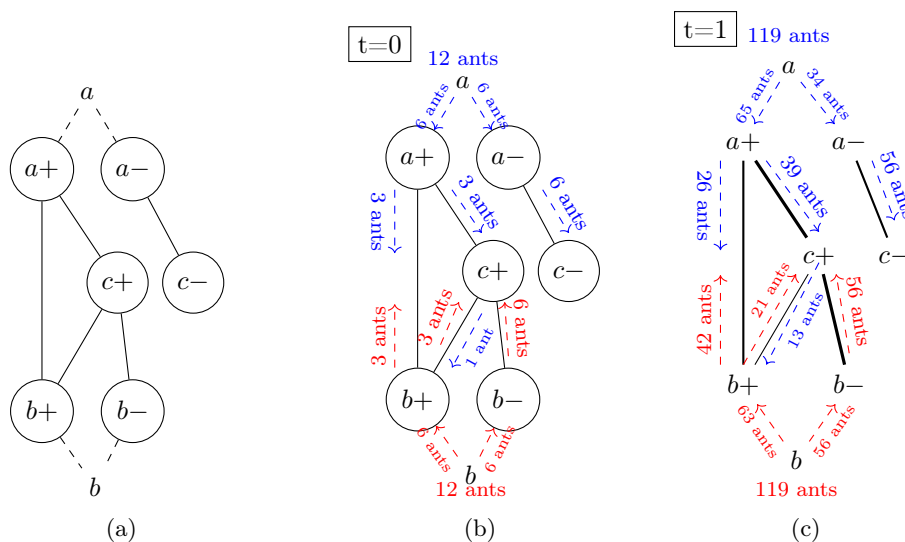 a
a+
a−
c+
c−
b+
b−
b
(a)
t=0
12 ants
a
6 ants
6 ants
a+
a−
3 ants
3 ants
6 ants
c+
c−
3 ants
3 ants
1 ant
6 ants
b+
b−
6 ants
6 ants
b
12 ants
(b)
t=1
119 ants
a
65 ants
34 ants
a+
a−
26 ants
39 ants
56 ants
c+
c−
42 ants
21 ants
13 ants
56 ants
b+
b−
63 ants
56 ants
b
119 ants
(c)